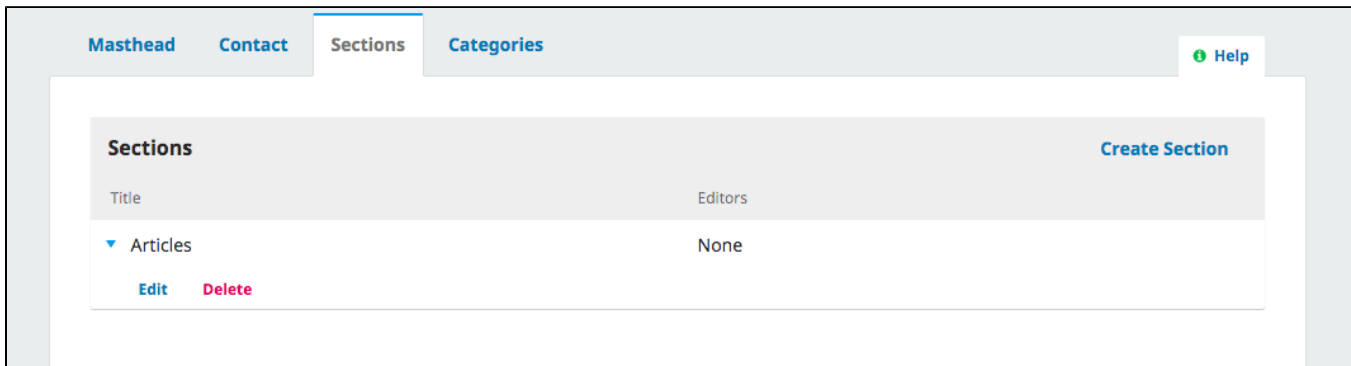 Masthead Contact Sections Categories
Help
Sections Create Section
Title Editors
Articles None
Edit Delete